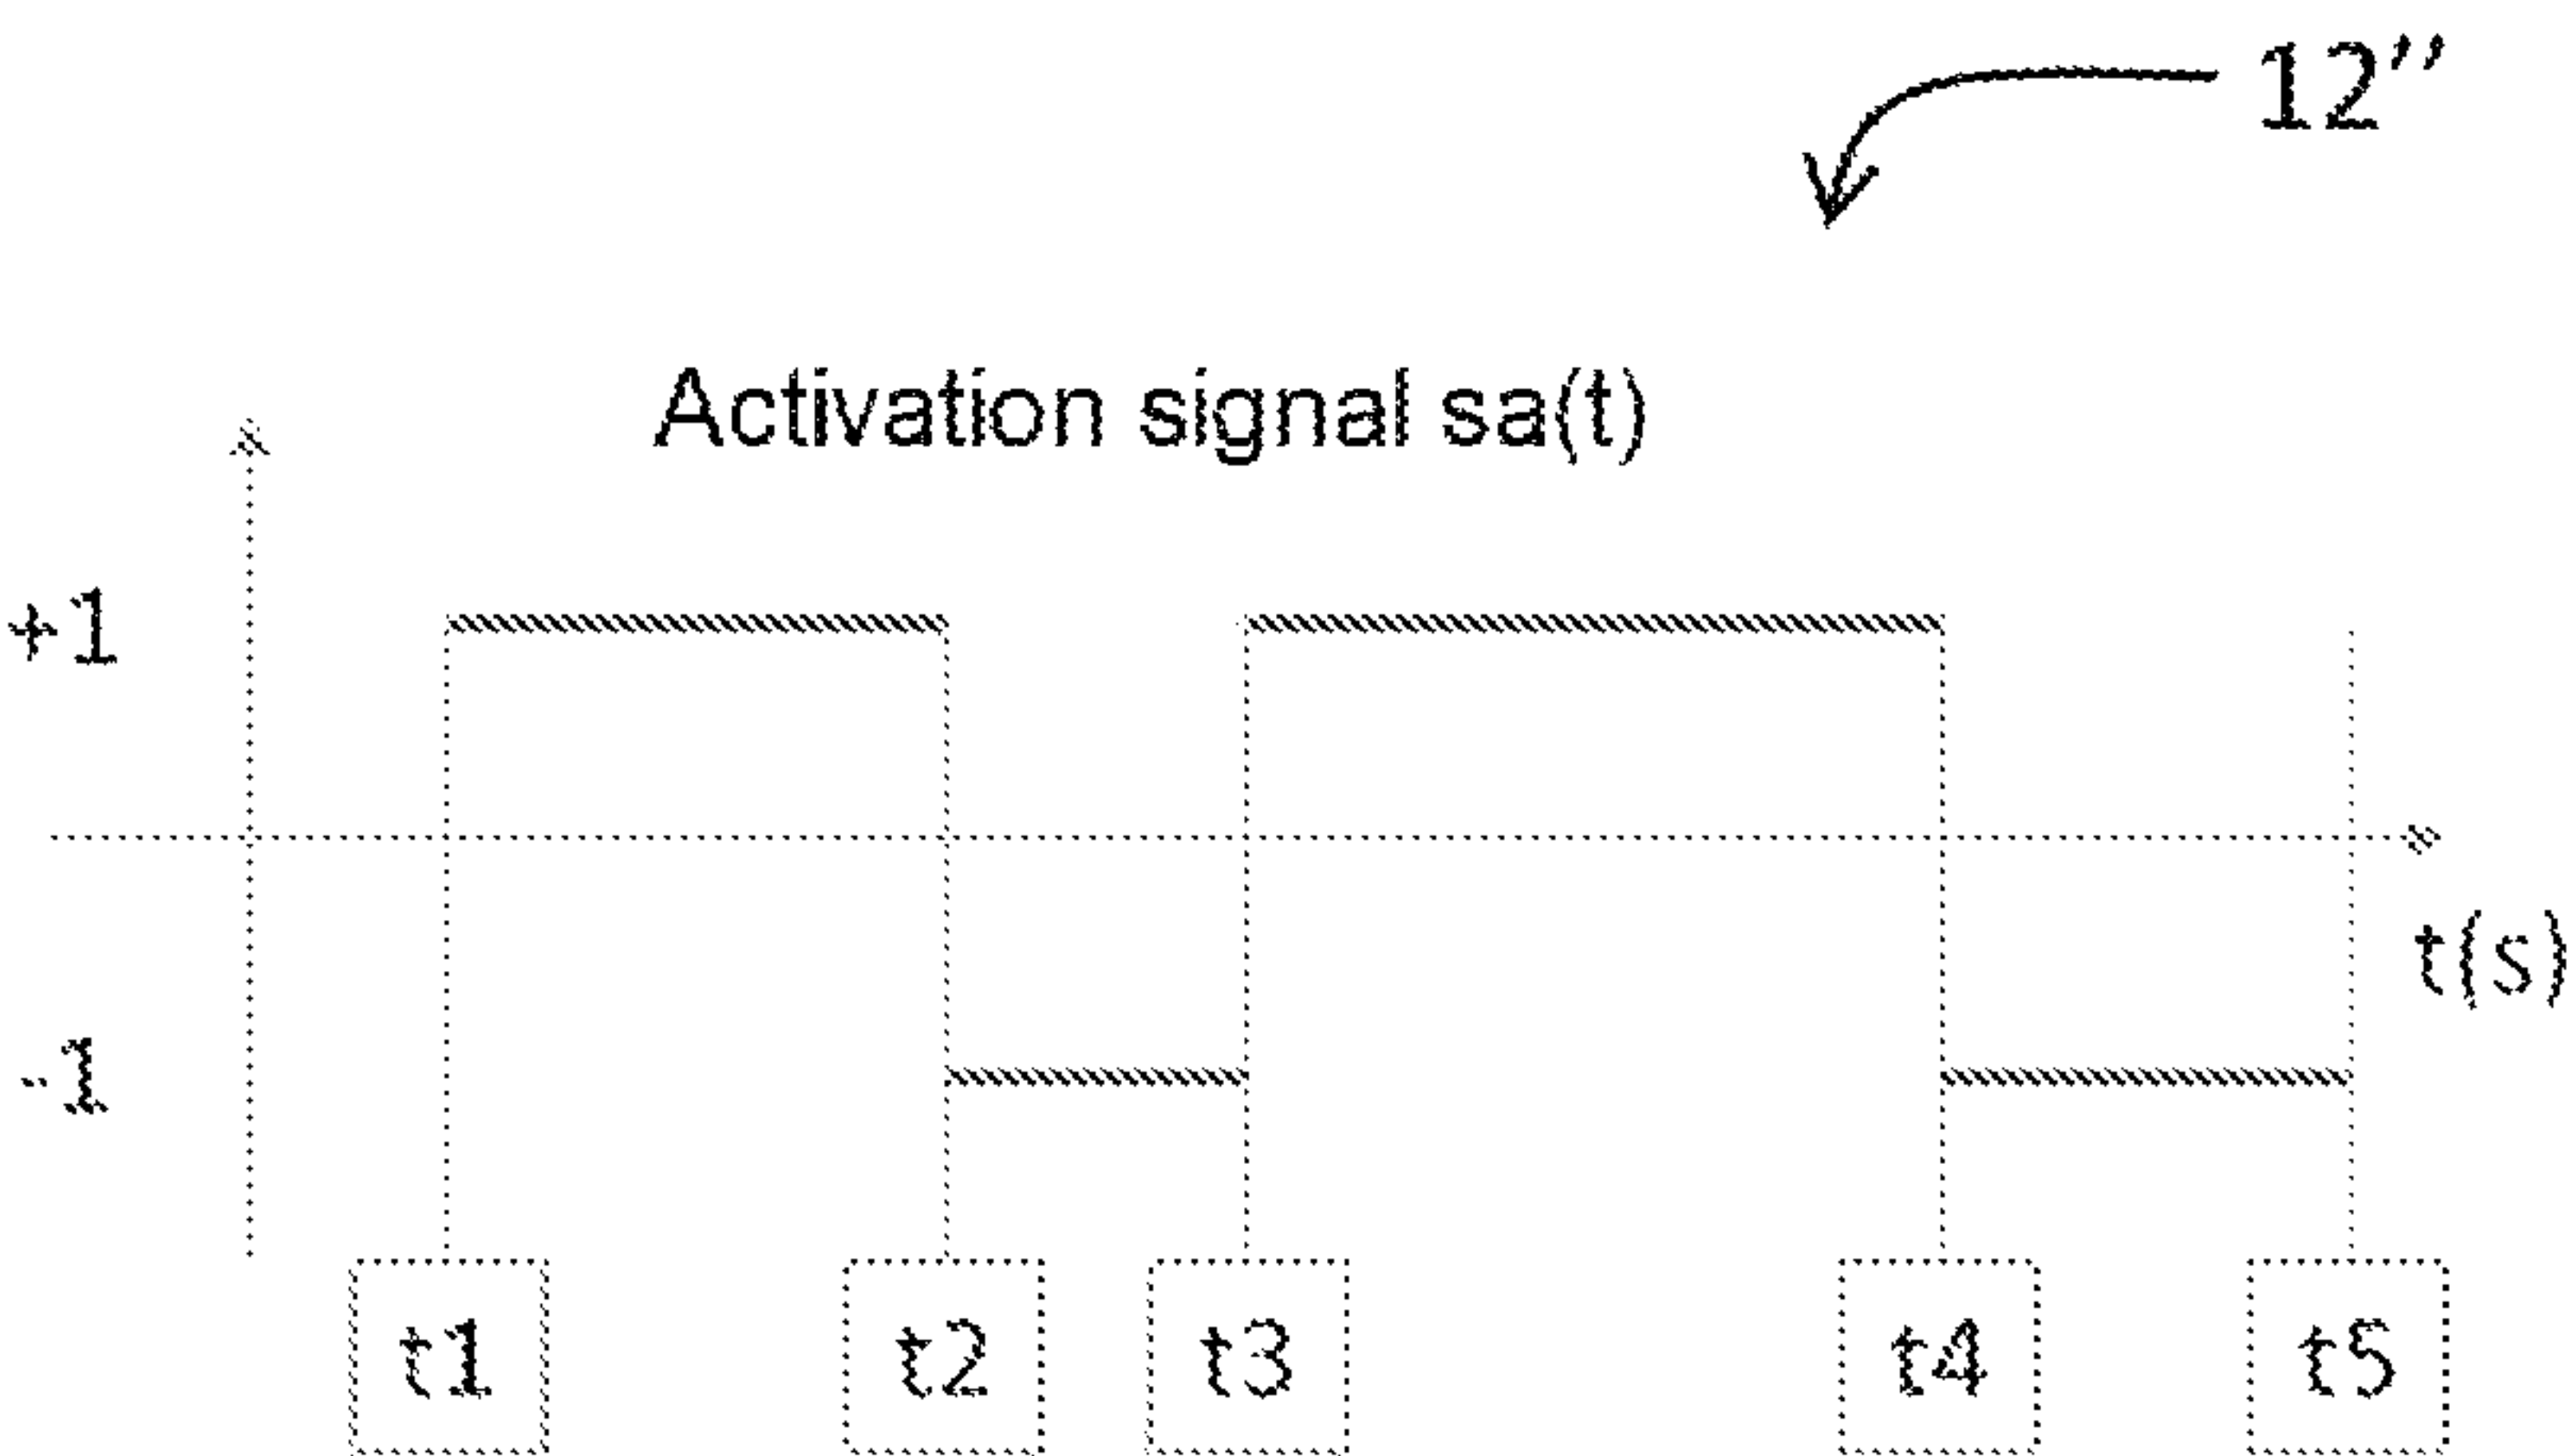 12''
Activation signal sa(t)
+1
t(s)
-1
t1 t2 t3 t4 t5